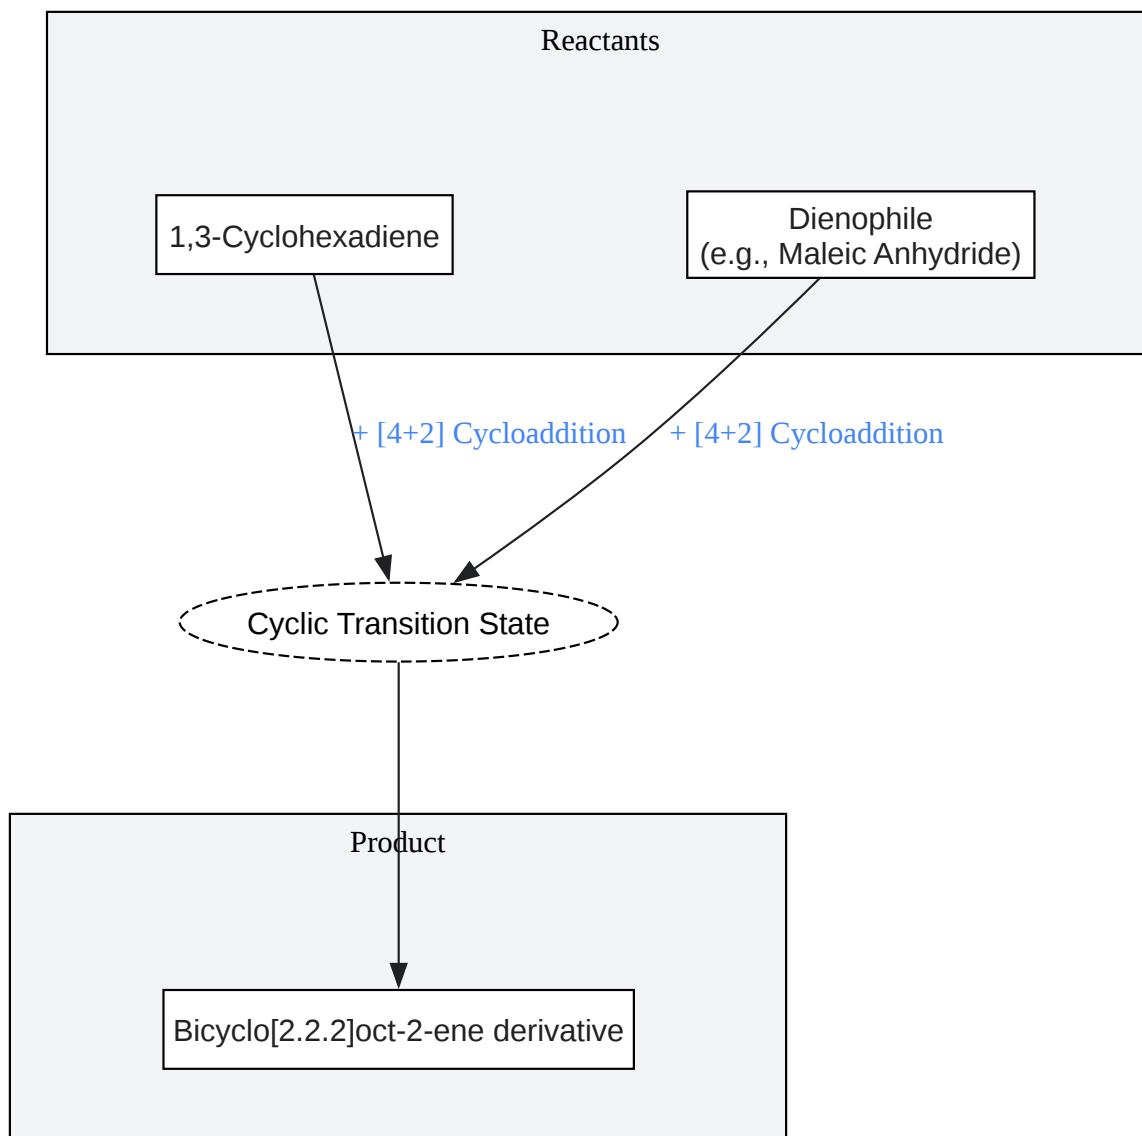 Reactants
1,3-Cyclohexadiene
Dienophile
(e.g., Maleic Anhydride)
+ [4+2] Cycloaddition
+ [4+2] Cycloaddition
Cyclic Transition State
Product
Bicyclo[2.2.2]oct-2-ene derivative